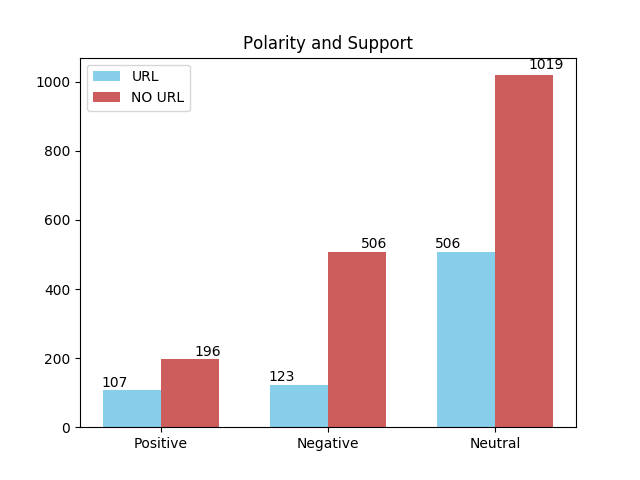 Polarity and Support
URL
NO URL
1000
800
600
400
200
0
107
196
123
506
506
1019
Positive
Negative
Neutral